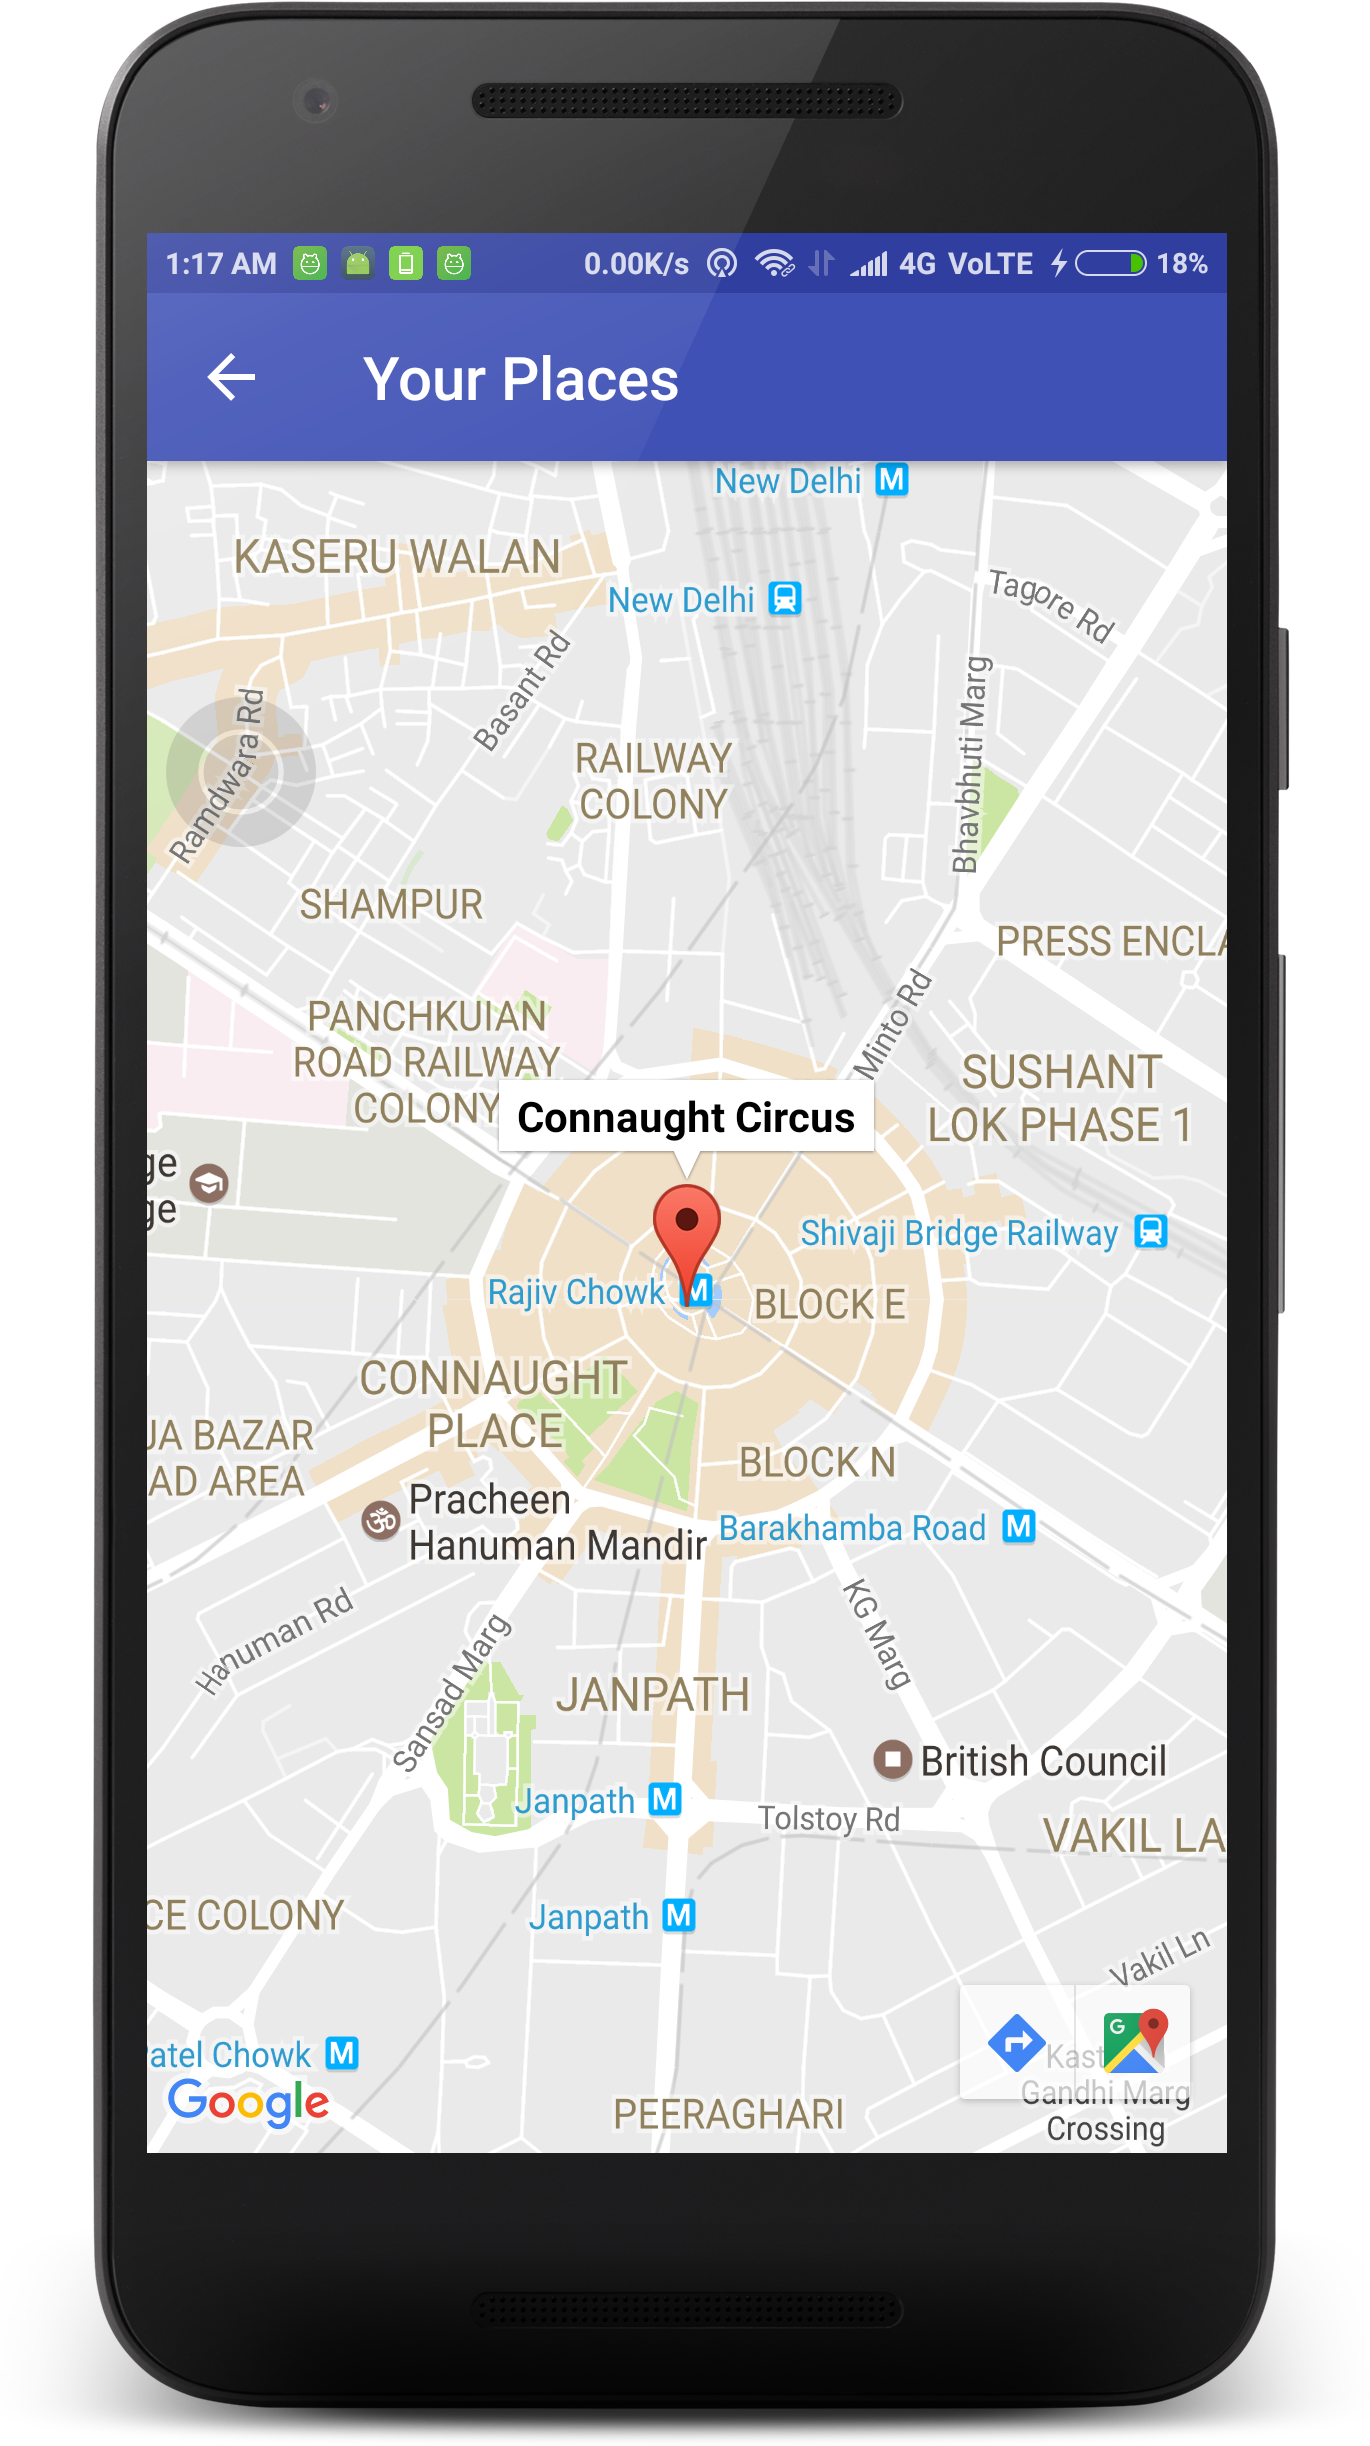 1:17 AM 0.00K/s 4G VoLTE 18%
Your Places
New Delhi M
KASERU WALAN
New Delhi
Tagore Rd
Basant Rd
Bhavbhuti Marg
Ramdwara Rd
RAILWAY
COLONY
SHAMPUR
PRESS ENCLA
Minto Rd
PANCHKUIAN
ROAD RAILWAY
COLONY
SUSHANT
LOK PHASE 1
Connaught Circus
ge
ge
Shivaji Bridge Railway
Rajiv Chowk M
BLOCK E
CONNAUGHT
PLACE
JA BAZAR
AD AREA
BLOCK N
Pracheen
Hanuman Mandir
ॐ
Barakhamba Road M
Hanuman Rd
KG Marg
Sansad Marg
JANPATH
British Council
Janpath M
Tolstoy Rd
VAKIL LA
CE COLONY
Janpath M
Vakil Ln
atel Chowk M
G
Kast
Gandhi Marg
Crossing
Google
PEERAGHARI